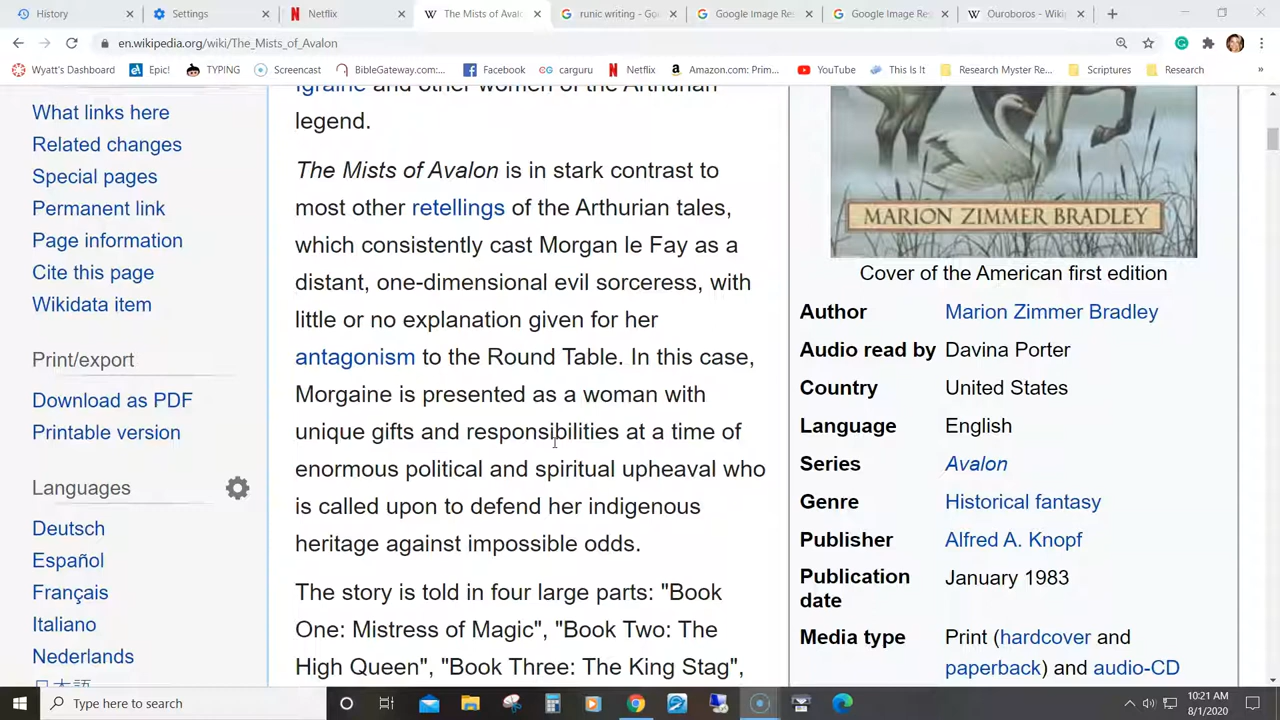 History
Settings
Netflix
The Mists of Aval
runic writing - Go
Google Image Re
Google Image Re
Ouroboros - Wiki
en.wikipedia.org/wiki/The_Mists_of_Avalon
Wyatt's Dashboard
Epic!
TYPING
Screencast
BibleGateway.com:...
Facebook
carguru
Netflix
Amazon.com: Prim...
YouTube
This Is It
Research Myster Re...
Scriptures
Research
»
What links here
Related changes
Special pages
Permanent link
Page information
Cite this page
Wikidata item
Print/export
Download as PDF
Printable version
Languages
Deutsch
Español
Français
Italiano
Nederlands
日本語
Igraine and other women of the Arthurian
legend.
The Mists of Avalon is in stark contrast to
most other retellings of the Arthurian tales,
which consistently cast Morgan le Fay as a
distant, one-dimensional evil sorceress, with
little or no explanation given for her
antagonism to the Round Table. In this case,
Morgaine is presented as a woman with
unique gifts and responsibilities at a time of
enormous political and spiritual upheaval who
is called upon to defend her indigenous
heritage against impossible odds.
The story is told in four large parts: "Book
One: Mistress of Magic", "Book Two: The
High Queen", "Book Three: The King Stag",
MARION ZIMMER BRADLEY
Cover of the American first edition
Author Marion Zimmer Bradley
Audio read by Davina Porter
Country United States
Language English
Series Avalon
Genre Historical fantasy
Publisher Alfred A. Knopf
Publication
date January 1983
Media type Print (hardcover and
paperback) and audio-CD
Type here to search
10:21 AM
8/1/2020